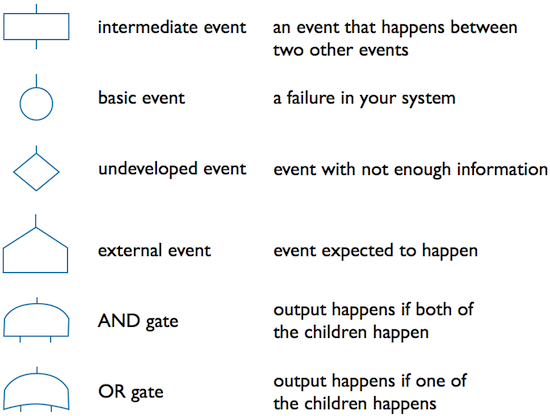 intermediate event an event that happens between
two other events
basic event a failure in your system
undeveloped event event with not enough information
external event event expected to happen
AND gate output happens if both of
the children happen
OR gate output happens if one of
the children happens